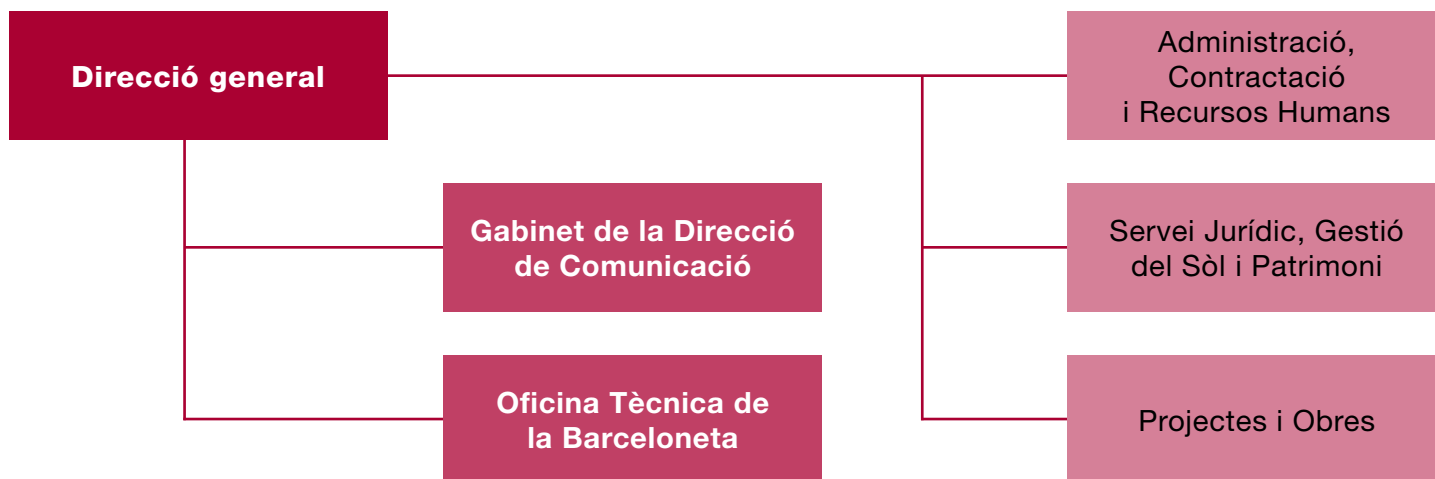 Direcció general
Administració,
Contractació
i Recursos Humans
Gabinet de la Direcció
de Comunicació
Servei Jurídic, Gestió
del Sòl i Patrimoni
Oficina Tècnica de
la Barceloneta
Projectes i Obres